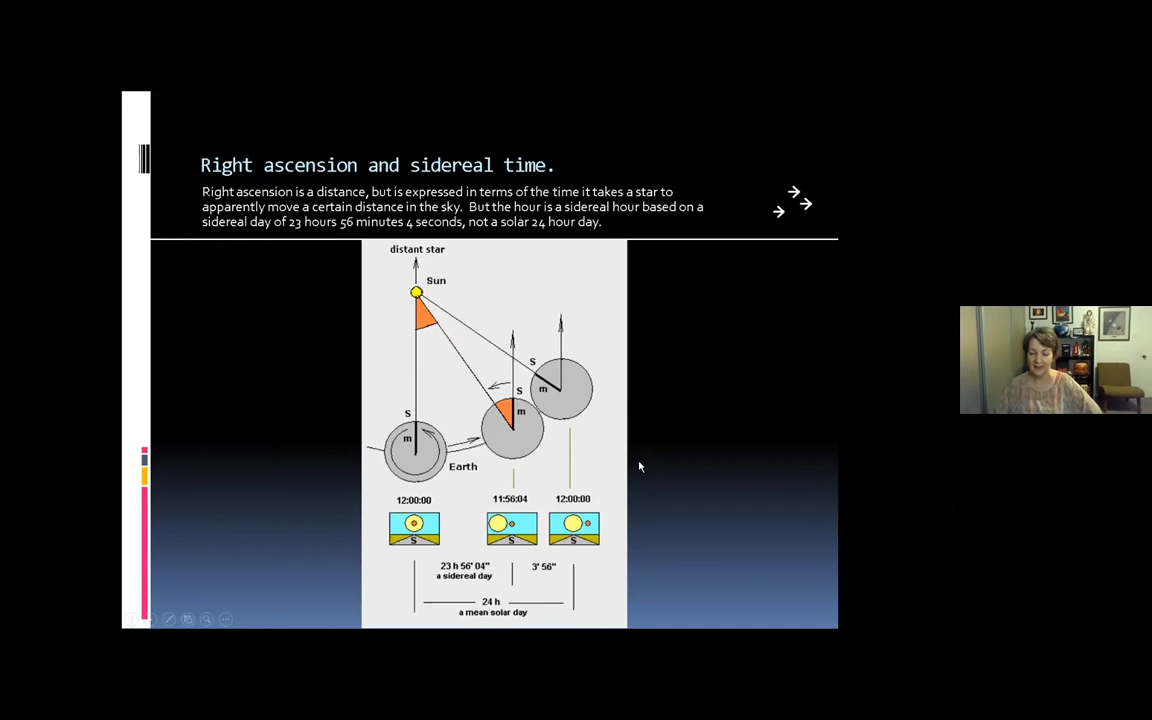 Right ascension and sidereal time.
Right ascension is a distance, but is expressed in terms of the time it takes a star to
apparently move a certain distance in the sky. But the hour is a sidereal hour based on a
sidereal day of 23 hours 56 minutes 4 seconds, not a solar 24 hour day.
distant star
Sun
S
m
S
m
S
m
Earth
12:00:00
11:56:04
12:00:00
S
S
S
23 h 56' 04"
a sidereal day
3' 56"
24 h
a mean solar day